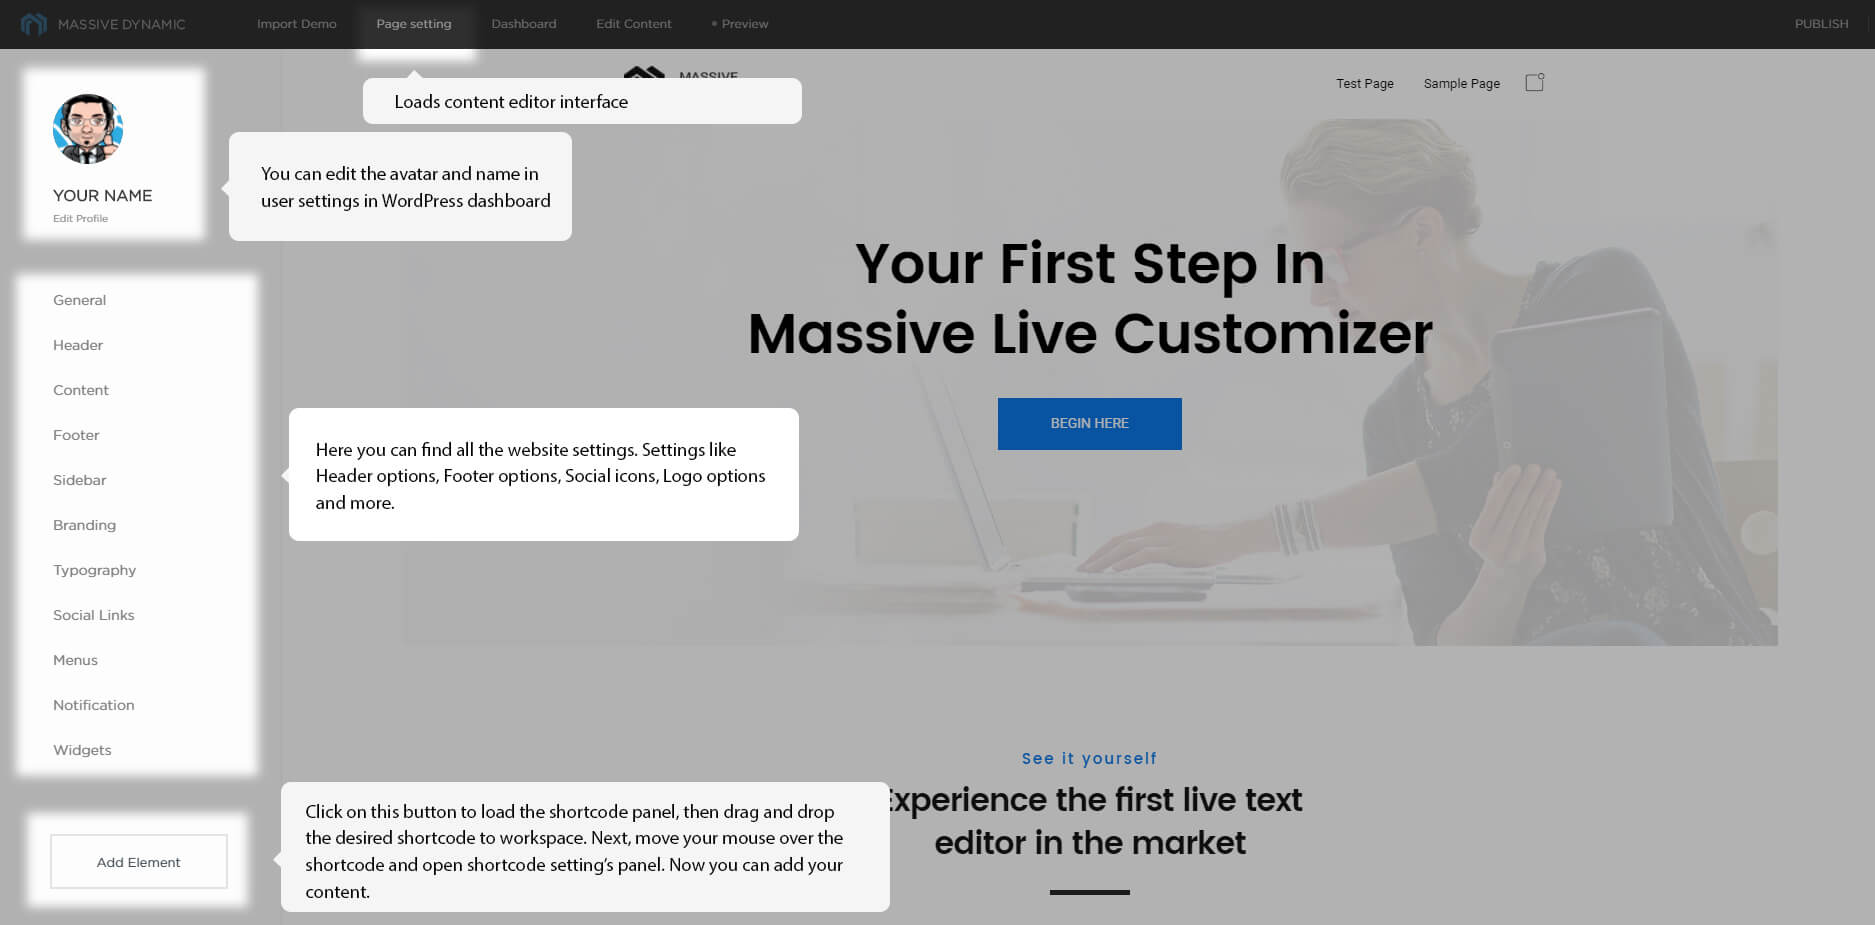 MASSIVE DYNAMIC
Import Demo
Page setting
Dashboard
Edit Content
Preview
PUBLISH
MASSIVE
Test Page
Sample Page
Loads content editor interface
YOUR NAME
Edit Profile
You can edit the avatar and name in
user settings in WordPress dashboard
Your First Step In
Massive Live Customizer
BEGIN HERE
General
Header
Content
Footer
Sidebar
Branding
Typography
Social Links
Menus
Notification
Widgets
Here you can find all the website settings. Settings like
Header options, Footer options, Social icons, Logo options
and more.
See it yourself
Experience the first live text
editor in the market
Add Element
Click on this button to load the shortcode panel, then drag and drop
the desired shortcode to workspace. Next, move your mouse over the
shortcode and open shortcode setting's panel. Now you can add your
content.